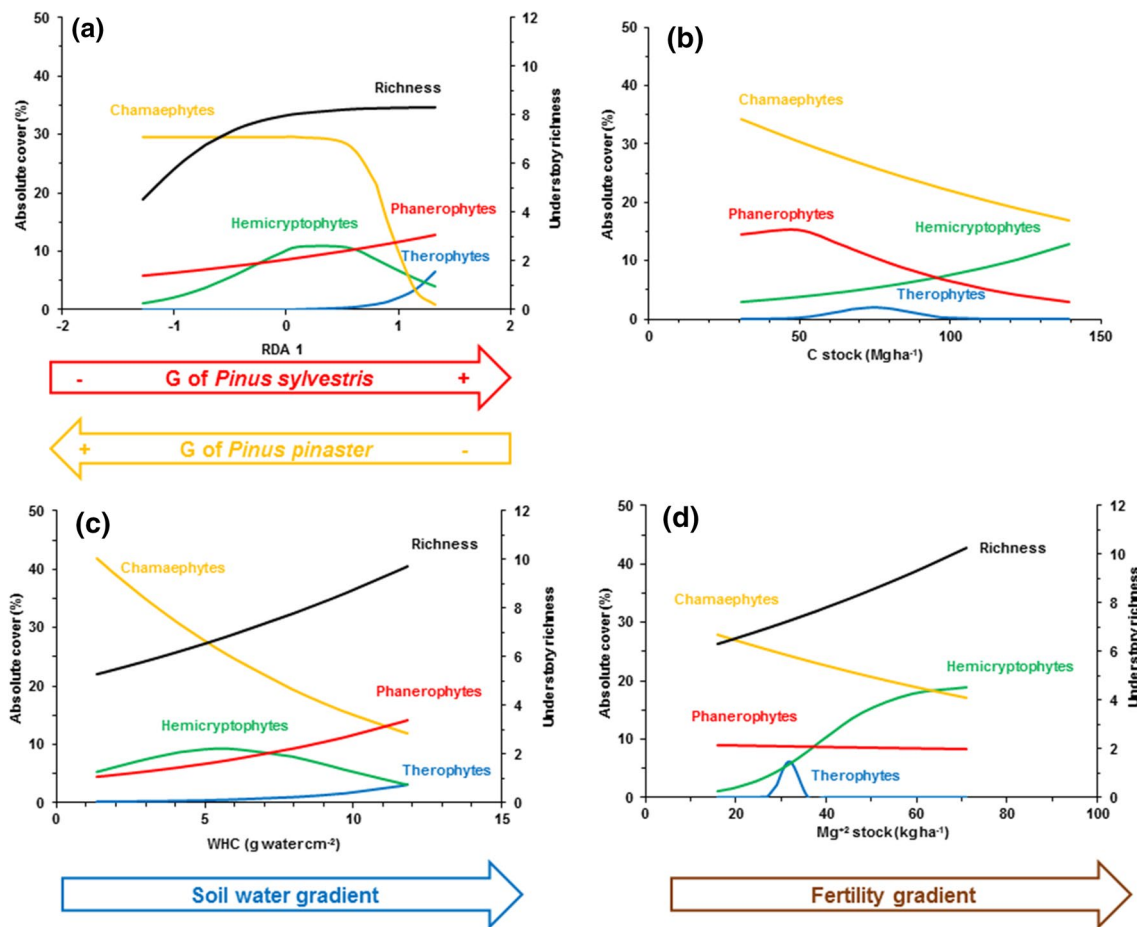 (a)
50
40
30
20
10
0
Absolute cover (%)
12
10
8
6
4
2
0
Understory richness
Richness
Chamaephytes
Phanerophytes
Hemicryptophytes
Therophytes
-2 -1 0 1 2
RDA 1
- G of Pinus sylvestris +
+ G of Pinus pinaster -
(b)
50
40
30
20
10
0
Absolute cover (%)
Chamaephytes
Phanerophytes
Hemicryptophytes
Therophytes
0 50 100 150
C stock (Mg ha-1)
(c)
50
40
30
20
10
0
Absolute cover (%)
12
10
8
6
4
2
0
Understory richness
Richness
Chamaephytes
Phanerophytes
Hemicryptophytes
Therophytes
0 5 10 15
WHC (g water cm-2)
Soil water gradient
(d)
50
40
30
20
10
0
Absolute cover (%)
12
10
8
6
4
2
0
Understory richness
Richness
Chamaephytes
Hemicryptophytes
Phanerophytes
Therophytes
0 20 40 60 80 100
Mg+2 stock (kg ha-1)
Fertility gradient